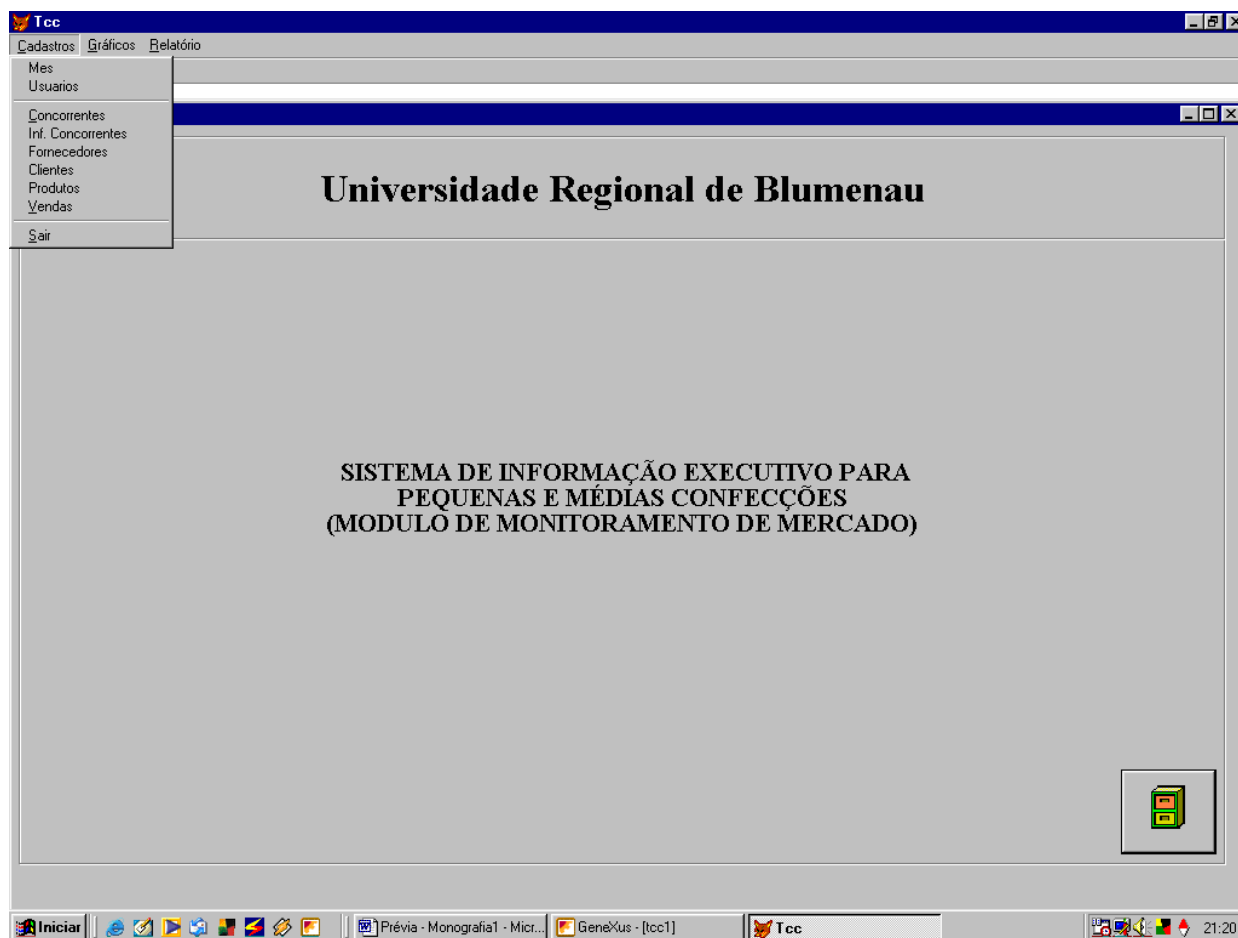 Tcc
Cadastros Gráficos Relatório
Mes
Usuarios
Concorrentes
Inf. Concorrentes
Fornecedores
Clientes
Produtos
Vendas
Sair
Universidade Regional de Blumenau
SISTEMA DE INFORMAÇÃO EXECUTIVO PARA
PEQUENAS E MÉDIAS CONFECÇÕES
(MODULO DE MONITORAMENTO DE MERCADO)
Iniciar Prévia - Monografia1 - Micr... GeneXus - [tcc1] Tcc 21:20